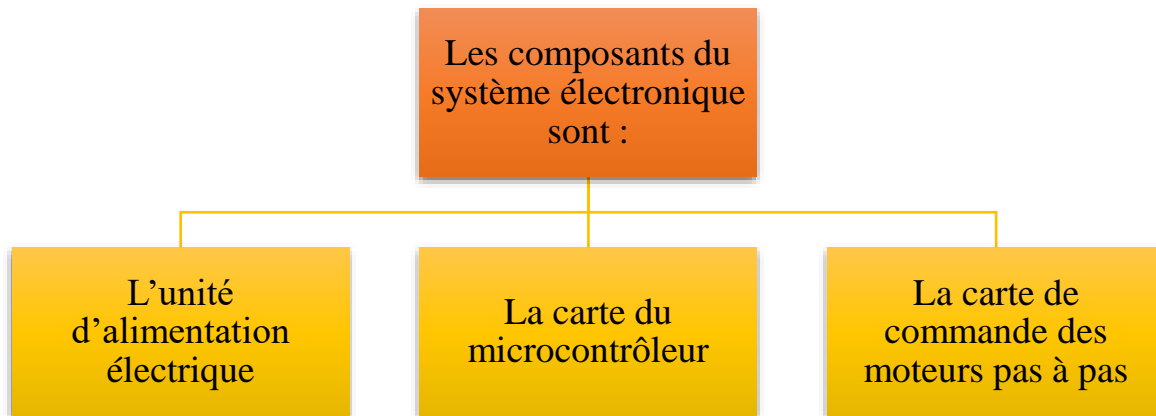 Les composants du
système électronique
sont :
L’unité
d’alimentation
électrique
La carte du
microcontrôleur
La carte de
commande des
moteurs pas à pas